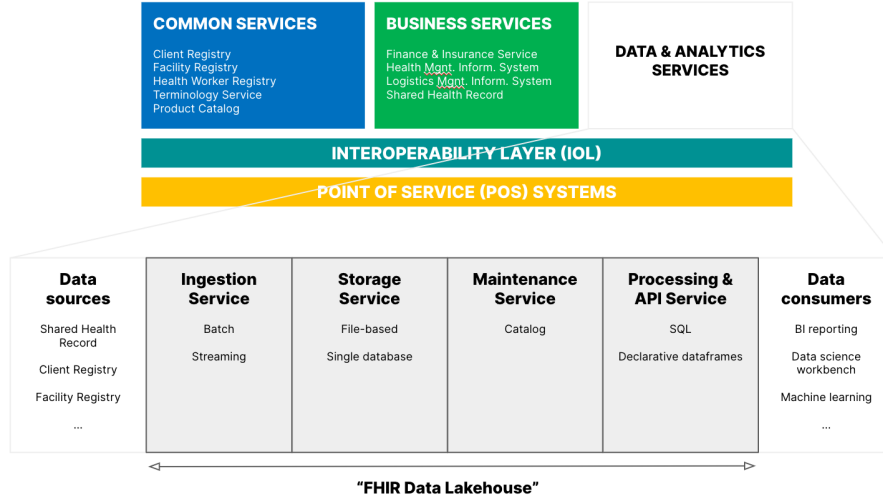 COMMON SERVICES
Client Registry
Facility Registry
Health Worker Registry
Terminology Service
Product Catalog
BUSINESS SERVICES
Finance & Insurance Service
Health Mgnt. Inform. System
Logistics Mgnt. Inform. System
Shared Health Record
DATA & ANALYTICS
SERVICES
INTEROPERABILITY LAYER (IOL)
POINT OF SERVICE (POS) SYSTEMS
Data
sources
Shared Health
Record
Client Registry
Facility Registry
...
Ingestion
Service
Batch
Streaming
Storage
Service
File-based
Single database
Maintenance
Service
Catalog
Processing &
API Service
SQL
Declarative dataframes
Data
consumers
BI reporting
Data science
workbench
Machine learning
...
“FHIR Data Lakehouse”